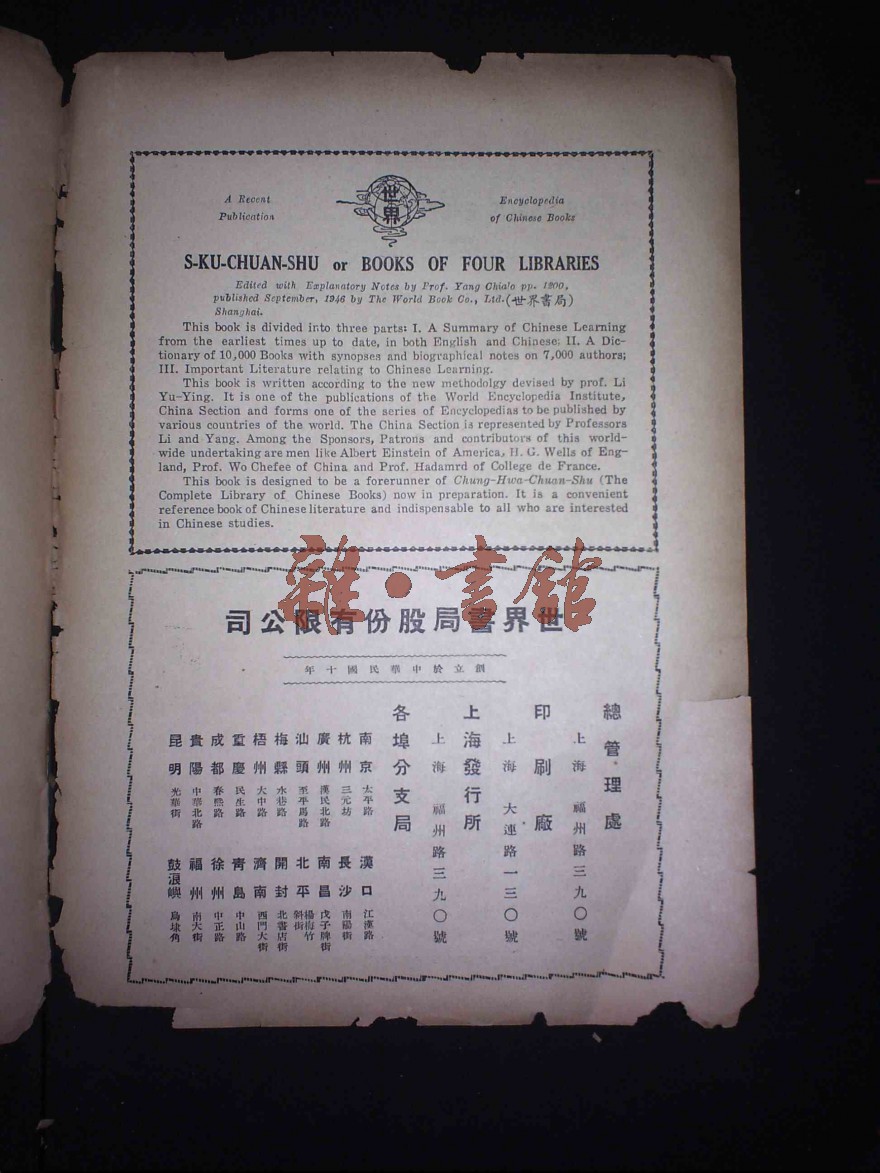 A Recent
Publication
世界
Encyclopedia
of Chinese Books
S-KU-CHUAN-SHU or BOOKS OF FOUR LIBRARIES
Edited with Explanatory Notes by Prof. Yang Chia'o pp. 1200,
published September, 1946 by The World Book Co., Ltd.(世界書局)
Shanghai.
This book is divided into three parts: I. A Summary of Chinese Learning
from the earliest times up to date, in both English and Chinese: II. A Dic-
tionary of 10,000 Books with synopses and biographical notes on 7,000 authors;
III. Important Literature relating to Chinese Learning.
This book is written according to the new methodolgy devised by prof. Li
Yu-Ying. It is one of the publications of the World Encyclopedia Institute,
China Section and forms one of the series of Encyclopedias to be published by
various countries of the world. The China Section is represented by Professors
Li and Yang. Among the Sponsors, Patrons and contributors of this world-
wide undertaking are men like Albert Einstein of America, H. G. Wells of Eng-
land, Prof. Wo Chefee of China and Prof. Hadamrd of College de France.
This book is designed to be a forerunner of Chung-Hwa-Chuan-Shu (The
Complete Library of Chinese Books) now in preparation. It is a convenient
reference book of Chinese literature and indispensable to all who are interested
in Chinese studies.
雜·書館
世界書局股份有限公司
創立於中華民國十年
總管理處
上海福州路三九〇號
印刷廠
上海大連路一三〇號
上海發行所
上海福州路三九〇號
各埠分支局
南京 太平路
漢口 江漢路
杭州 三元坊
長沙 南陽街
廣州 漢民北路
南昌 戊子牌街
汕頭 至平馬路
北平 楊梅竹斜街
梅縣 水巷路
開封 北書店街
梧州 大中路
濟南 西門大街
重慶 民生路
青島 中山路
成都 春熙路
徐州 中正路
貴陽 中華北路
福州 南大街
昆明 光華街
鼓浪嶼 烏埭角